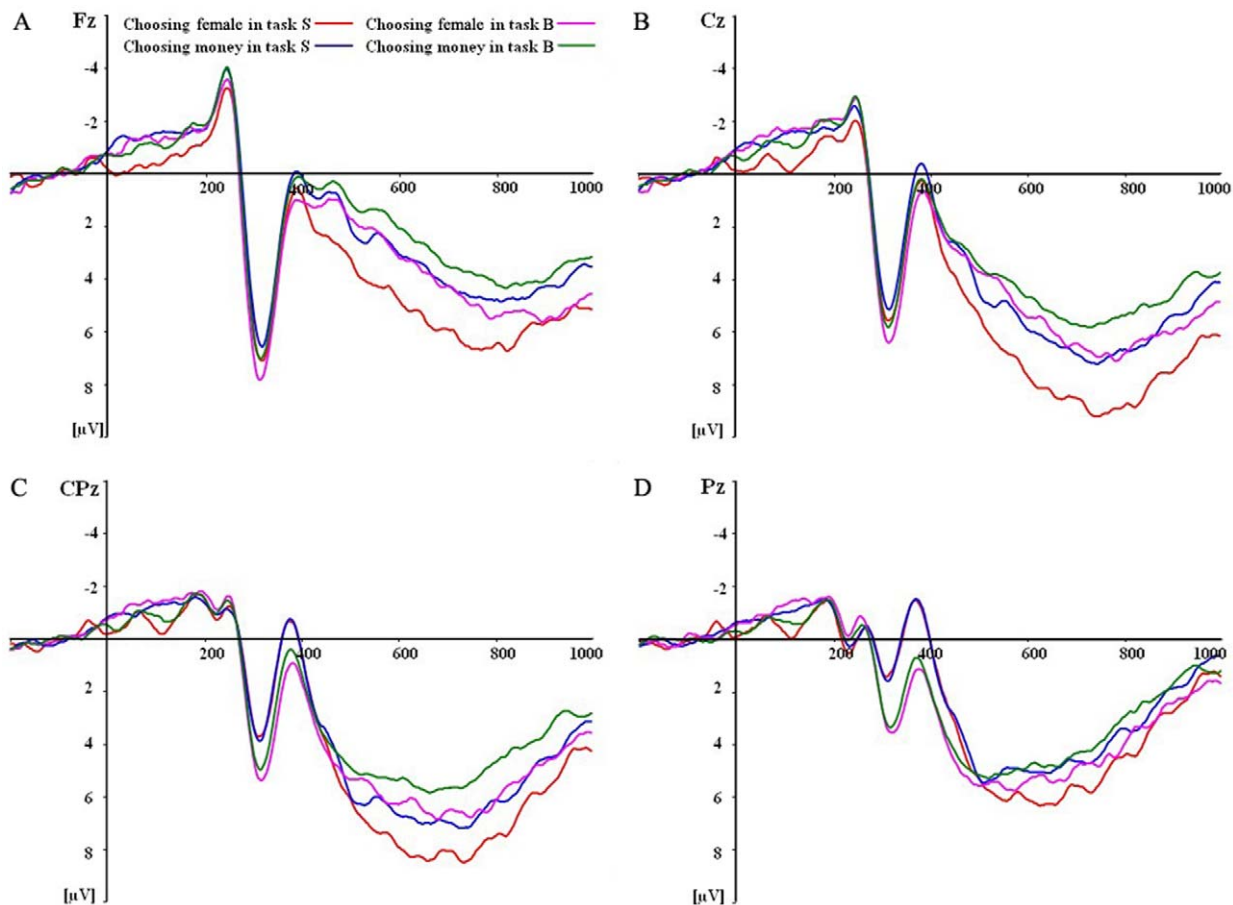 A Fz Choosing female in task S Choosing female in task B B Cz
Choosing money in task S Choosing money in task B
-4 -4
-2 -2
200 400 600 800 1000 200 400 600 800 1000
2 2
4 4
6 6
8 8
[µV] [µV]
C CPz D Pz
-4 -4
-2 -2
200 400 600 800 1000 200 400 600 800 1000
2 2
4 4
6 6
8 8
[µV] [µV]